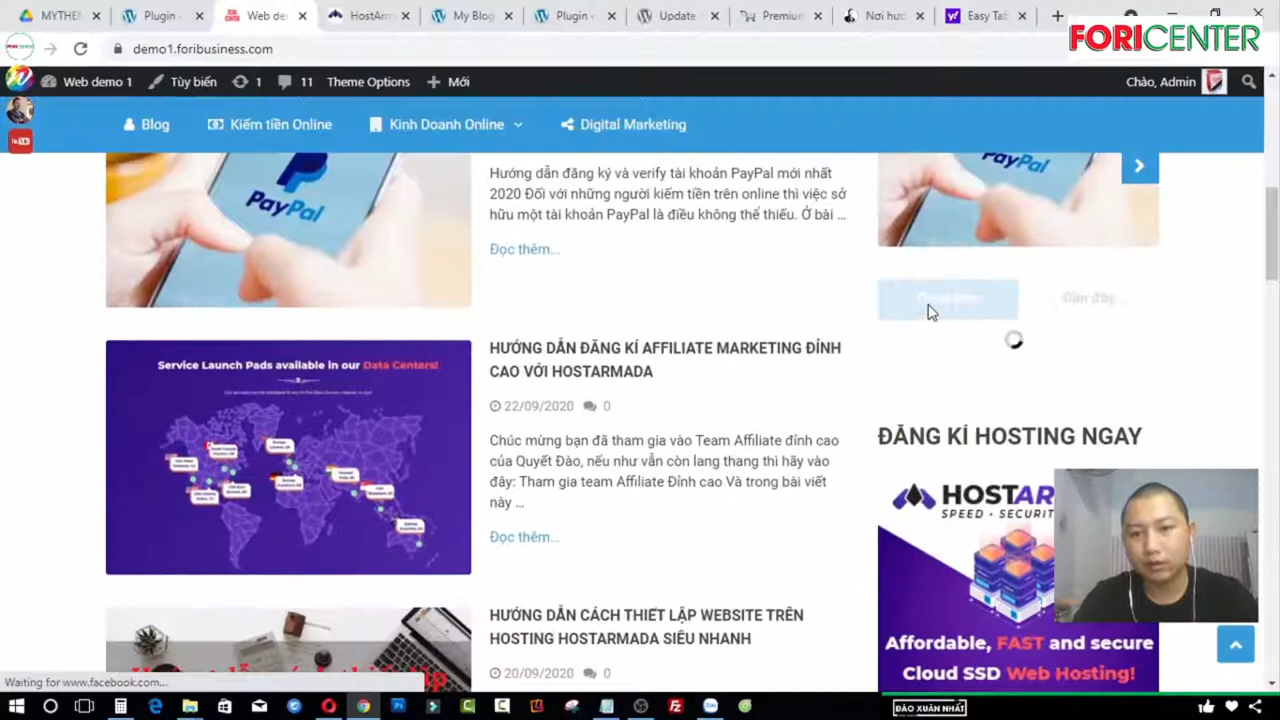 MYTHEM
Plugin -
Web de
HostArm
My Blog
Plugin
Update
Premium
Nơi hư
Easy Tab
demo1.foribusiness.com
FORICENTER
Web demo 1
Tùy biến
1
11
Theme Options
Mới
Chào, Admin
Blog
Kiếm tiền Online
Kinh Doanh Online
Digital Marketing
PayPal
Hướng dẫn đăng ký và verify tài khoản PayPal mới nhất
2020 Đối với những người kiếm tiền trên online thì việc sở
hữu một tài khoản PayPal là điều không thể thiếu. Ở bài ...
Đọc thêm...
PayPal
Gần đây
Service Launch Pads available in our Data Centers!
HƯỚNG DẪN ĐĂNG KÍ AFFILIATE MARKETING ĐỈNH
CAO VỚI HOSTARMADA
22/09/2020 0
Chúc mừng bạn đã tham gia vào Team Affiliate đỉnh cao
của Quyết Đào, nếu như vẫn còn lang thang thì hãy vào
đây: Tham gia team Affiliate Đỉnh cao Và trong bài viết
này ...
Đọc thêm...
ĐĂNG KÍ HOSTING NGAY
HOSTAR
SPEED - SECURIT
Affordable, FAST and secure
Cloud SSD Web Hosting!
HƯỚNG DẪN CÁCH THIẾT LẬP WEBSITE TRÊN
HOSTING HOSTARMADA SIÊU NHANH
20/09/2020 0
Waiting for www.facebook.com...
ĐÀO XUÂN NHẤT